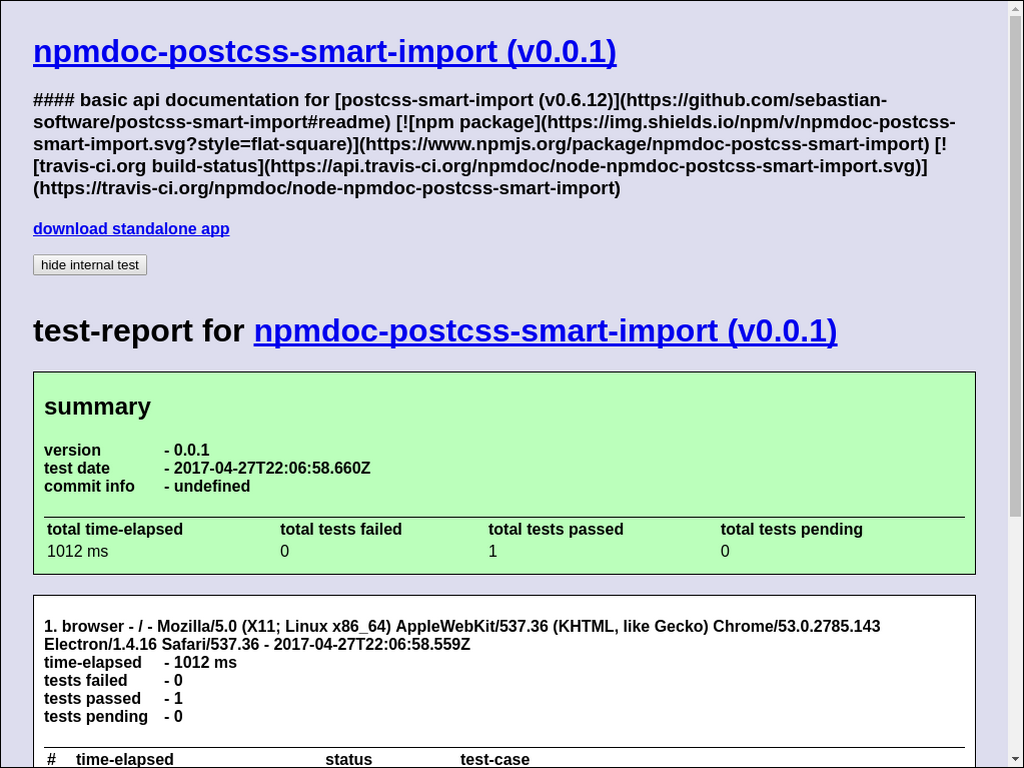 npmdoc-postcss-smart-import (v0.0.1)
#### basic api documentation for [postcss-smart-import (v0.6.12)](https://github.com/sebastian-
software/postcss-smart-import#readme) [![npm package](https://img.shields.io/npm/v/npmdoc-postcss-
smart-import.svg?style=flat-square)](https://www.npmjs.org/package/npmdoc-postcss-smart-import) [!
[travis-ci.org build-status](https://api.travis-ci.org/npmdoc/node-npmdoc-postcss-smart-import.svg)]
(https://travis-ci.org/npmdoc/node-npmdoc-postcss-smart-import)
download standalone app
hide internal test
test-report for npmdoc-postcss-smart-import (v0.0.1)
summary
version - 0.0.1
test date - 2017-04-27T22:06:58.660Z
commit info - undefined
total time-elapsed total tests failed total tests passed total tests pending
1012 ms 0 1 0
1. browser - / - Mozilla/5.0 (X11; Linux x86_64) AppleWebKit/537.36 (KHTML, like Gecko) Chrome/53.0.2785.143
Electron/1.4.16 Safari/537.36 - 2017-04-27T22:06:58.559Z
time-elapsed - 1012 ms
tests failed - 0
tests passed - 1
tests pending - 0
# time-elapsed status test-case